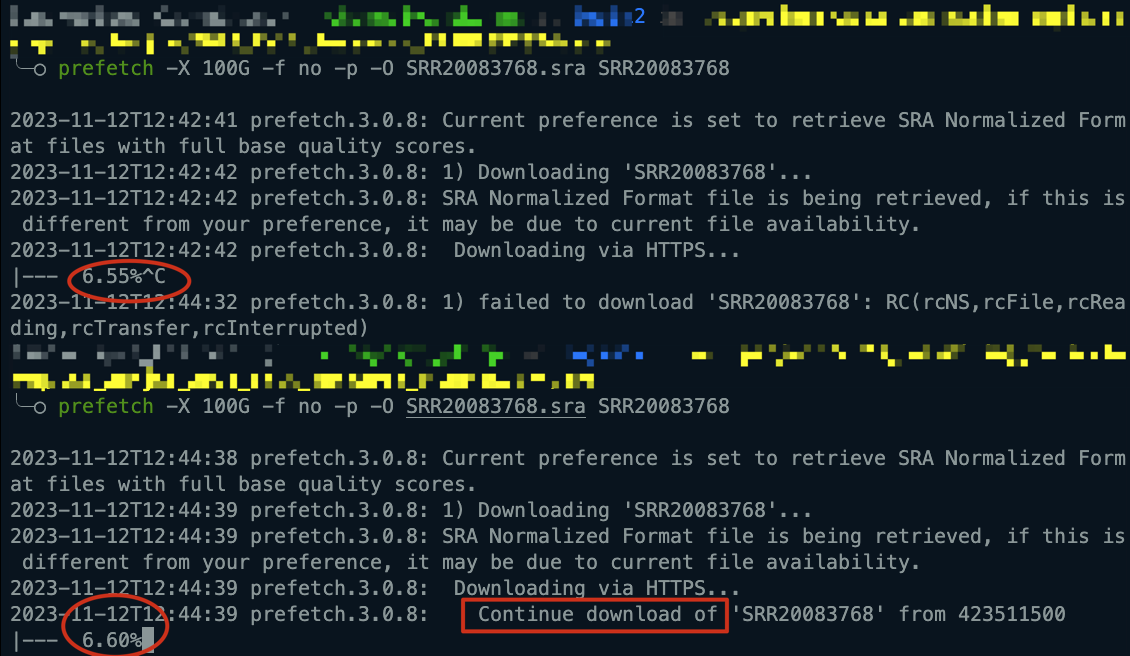 2
╰─○ prefetch -X 100G -f no -p -O SRR20083768.sra SRR20083768
2023-11-12T12:42:41 prefetch.3.0.8: Current preference is set to retrieve SRA Normalized Form
at files with full base quality scores.
2023-11-12T12:42:42 prefetch.3.0.8: 1) Downloading 'SRR20083768'...
2023-11-12T12:42:42 prefetch.3.0.8: SRA Normalized Format file is being retrieved, if this is
 different from your preference, it may be due to current file availability.
2023-11-12T12:42:42 prefetch.3.0.8:  Downloading via HTTPS...
|---  6.55%^C
2023-11-12T12:44:32 prefetch.3.0.8: 1) failed to download 'SRR20083768': RC(rcNS,rcFile,rcRea
ding,rcTransfer,rcInterrupted)
╰─○ prefetch -X 100G -f no -p -O SRR20083768.sra SRR20083768
2023-11-12T12:44:38 prefetch.3.0.8: Current preference is set to retrieve SRA Normalized Form
at files with full base quality scores.
2023-11-12T12:44:39 prefetch.3.0.8: 1) Downloading 'SRR20083768'...
2023-11-12T12:44:39 prefetch.3.0.8: SRA Normalized Format file is being retrieved, if this is
 different from your preference, it may be due to current file availability.
2023-11-12T12:44:39 prefetch.3.0.8:  Downloading via HTTPS...
2023-11-12T12:44:39 prefetch.3.0.8:    Continue download of 'SRR20083768' from 423511500
|---  6.60%